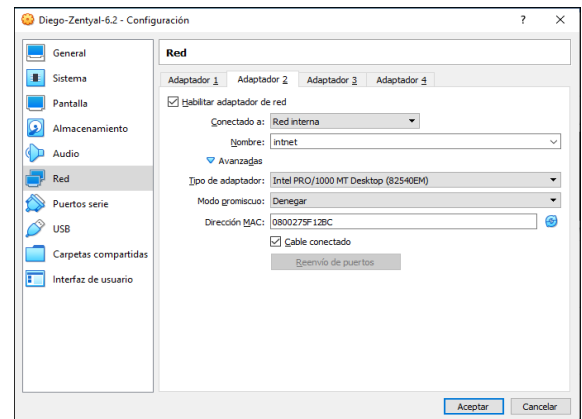 Diego-Zentyal-6.2 - Configuración
General
Sistema
Pantalla
Almacenamiento
Audio
Red
Puertos serie
USB
Carpetas compartidas
Interfaz de usuario
Red
Adaptador 1 Adaptador 2 Adaptador 3 Adaptador 4
Habilitar adaptador de red
Conectado a: Red interna
Nombre: intnet
Avanzadas
Tipo de adaptador: Intel PRO/1000 MT Desktop (82540EM)
Modo promiscuo: Denegar
Dirección MAC: 0800275F12BC
Cable conectado
Reenvío de puertos
Aceptar Cancelar